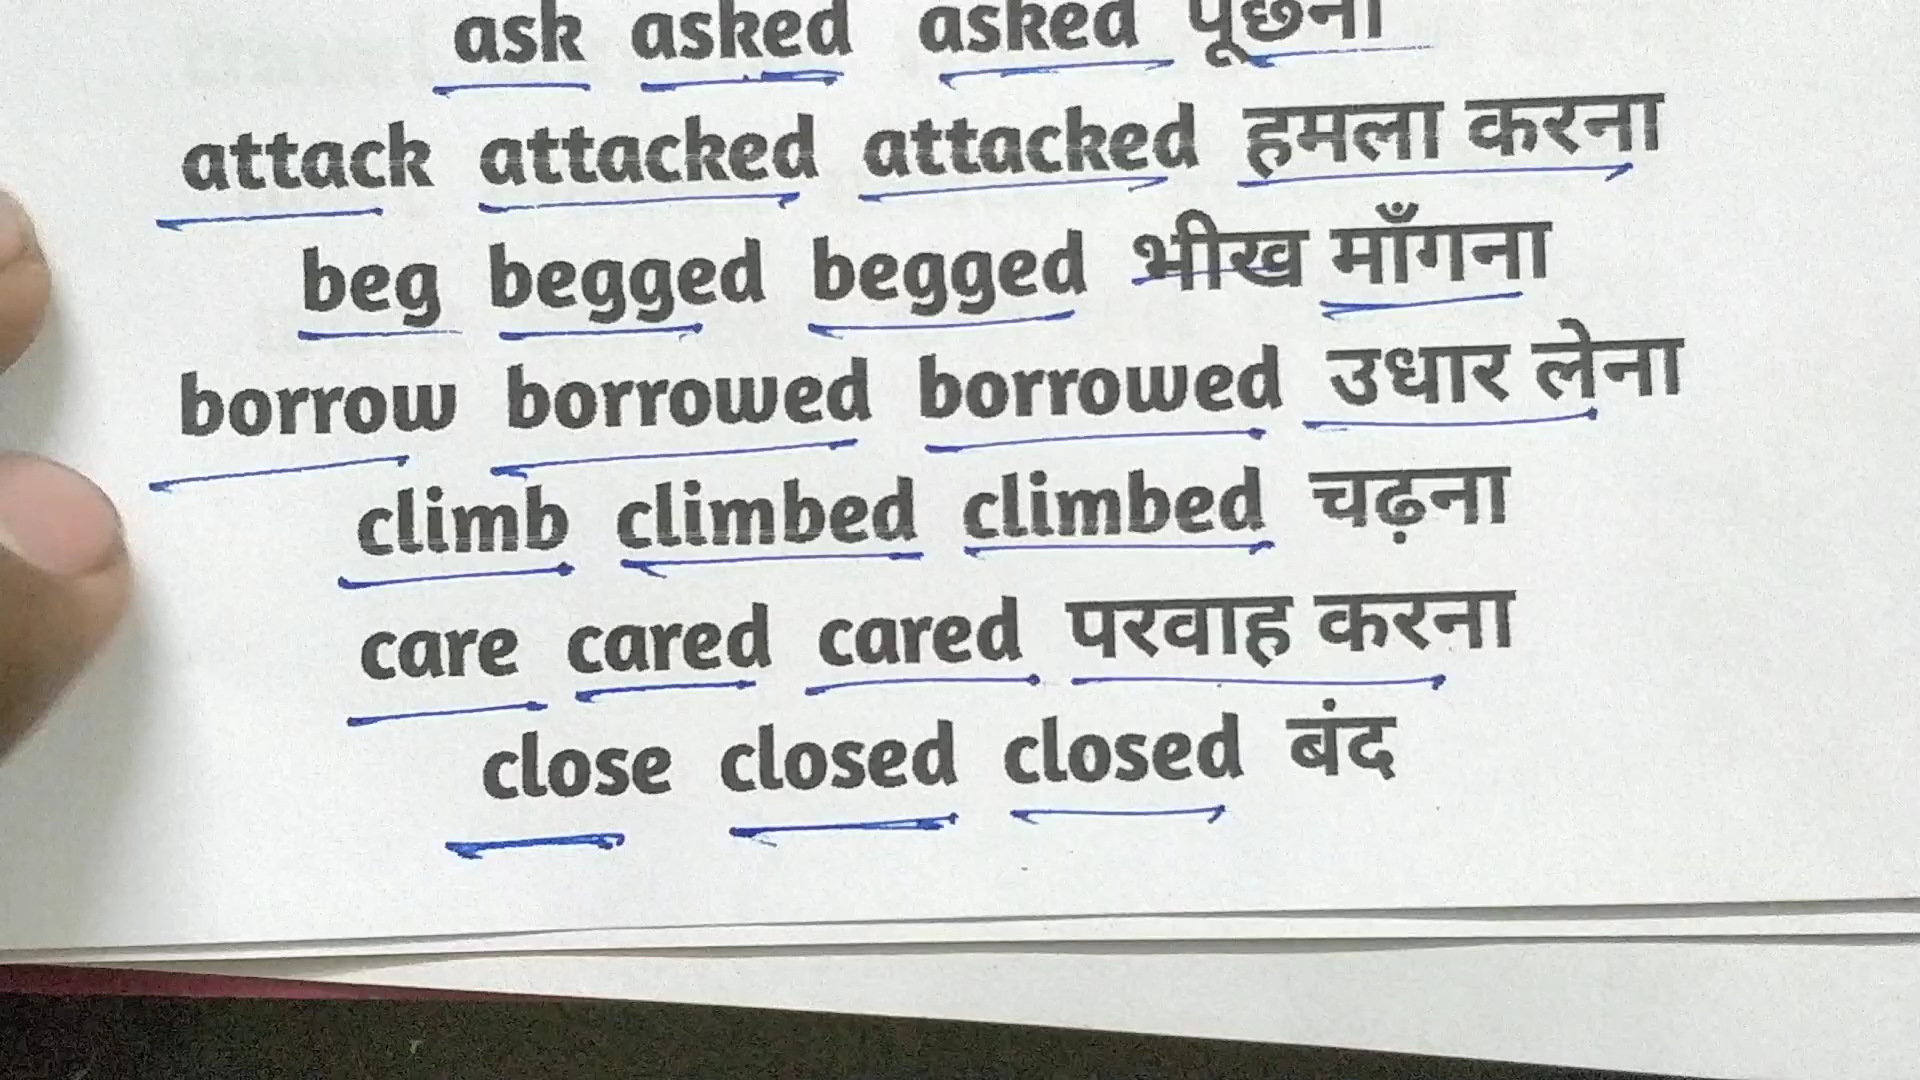 ask asked asked पूछना
attack attacked attacked हमला करना
beg begged begged भीख माँगना
borrow borrowed borrowed उधार लेना
climb climbed climbed चढ़ना
care cared cared परवाह करना
close closed closed बंद